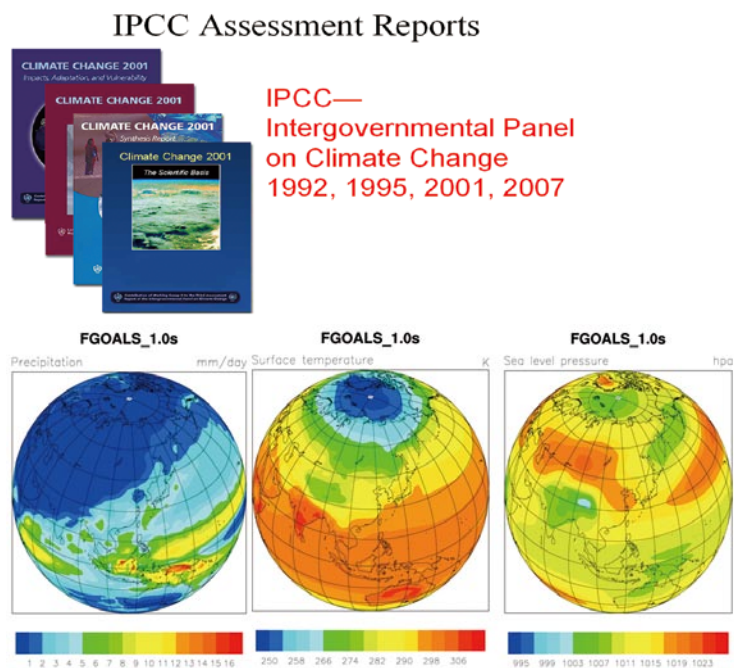 IPCC Assessment Reports
CLIMATE CHANGE 2001
Impacts, Adaptation, and Vulnerability
CLIMATE CHANGE 2001
CLIMATE CHANGE 2001
Synthesis Report
Climate Change 2001
The Scientific Basis
IPCC—
Intergovernmental Panel
on Climate Change
1992, 1995, 2001, 2007
FGOALS_1.0s
Precipitation mm/day
1 2 3 4 5 6 7 8 9 10 11 12 13 14 15 16
FGOALS_1.0s
Surface temperature K
250 258 266 274 282 290 298 306
FGOALS_1.0s
Sea level pressure hpa
995 999 1003 1007 1011 1015 1019 1023